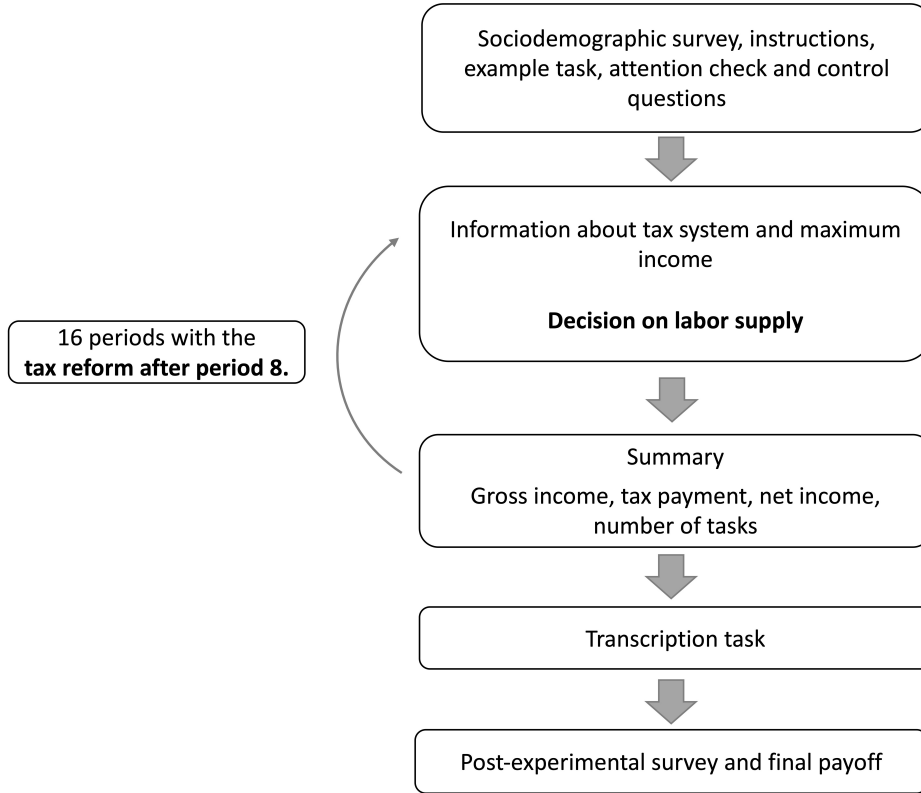 Sociodemographic survey, instructions,
example task, attention check and control
questions
Information about tax system and maximum
income
Decision on labor supply
16 periods with the
tax reform after period 8.
Summary
Gross income, tax payment, net income,
number of tasks
Transcription task
Post-experimental survey and final payoff